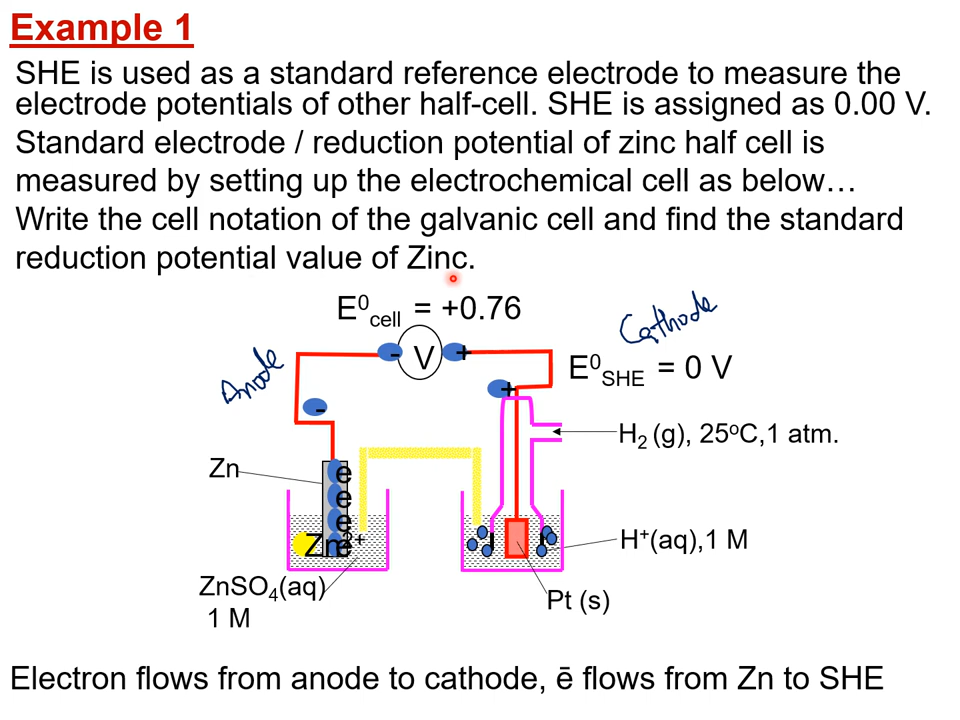 Example 1
SHE is used as a standard reference electrode to measure the
electrode potentials of other half-cell. SHE is assigned as 0.00 V.
Standard electrode / reduction potential of zinc half cell is
measured by setting up the electrochemical cell as below…
Write the cell notation of the galvanic cell and find the standard
reduction potential value of Zinc.
E⁰cell = +0.76
Cathode
Anode
- V +
E⁰SHE = 0 V
+
-
H₂ (g), 25⁰C,1 atm.
Zn
e
e
e
e
Zn²⁺
H⁺(aq),1 M
ZnSO₄(aq)
1 M
Pt (s)
Electron flows from anode to cathode, ē flows from Zn to SHE